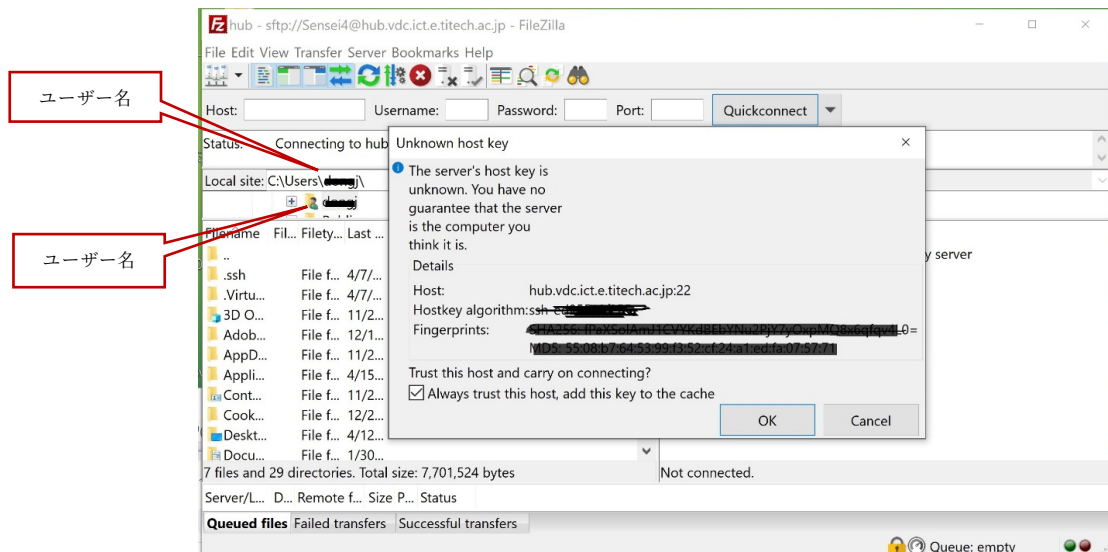 hub - sftp://Sensei4@hub.vdc.ict.e.titech.ac.jp - FileZilla
File Edit View Transfer Server Bookmarks Help
ユーザー名
Host: Username: Password: Port: Quickconnect
Status: Connecting to hub
Unknown host key
The server's host key is
unknown. You have no
guarantee that the server
is the computer you
think it is.
Details
Host: hub.vdc.ict.e.titech.ac.jp:22
Hostkey algorithm:
Fingerprints:
Trust this host and carry on connecting?
Always trust this host, add this key to the cache
OK Cancel
Local site: C:\Users\
ユーザー名
Filename Fil... Filety... Last ...
y server
..
.ssh File f... 4/7/...
.Virtu... File f... 4/7/...
3D O... File f... 11/2...
Adob... File f... 12/1...
AppD... File f... 11/2...
Appli... File f... 4/15...
Cont... File f... 11/2...
Cook... File f... 12/2...
Deskt... File f... 4/12...
Docu... File f... 1/30...
7 files and 29 directories. Total size: 7,701,524 bytes
Not connected.
Server/L... D... Remote f... Size P... Status
Queued files Failed transfers Successful transfers
Queue: empty